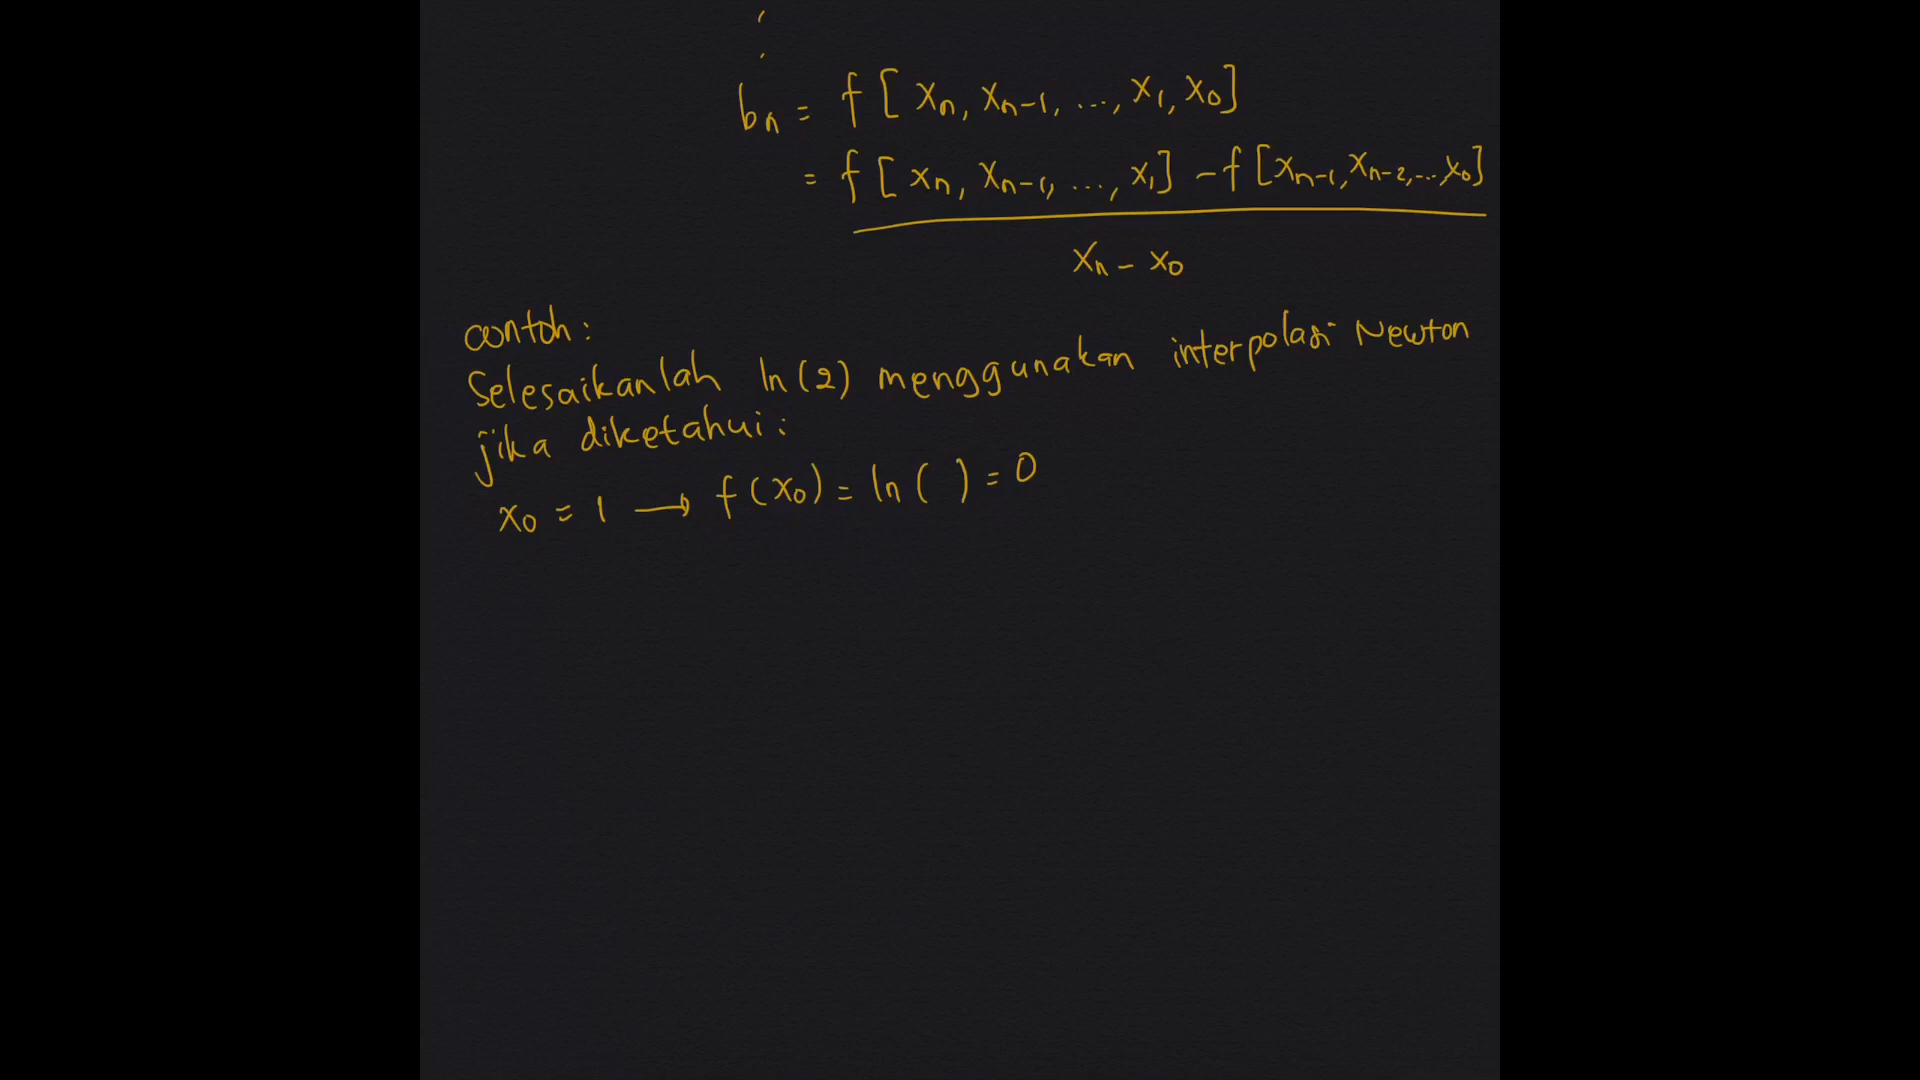 ⋮
bn = f [ xn, xn-1, ..., x1, x0]
= f [ xn, xn-1, ..., x1] - f [xn-1, xn-2, ..., x0]
xn - x0
contoh:
Selesaikanlah ln(2) menggunakan interpolasi Newton
jika diketahui:
x0 = 1 → f(x0) = ln( ) = 0